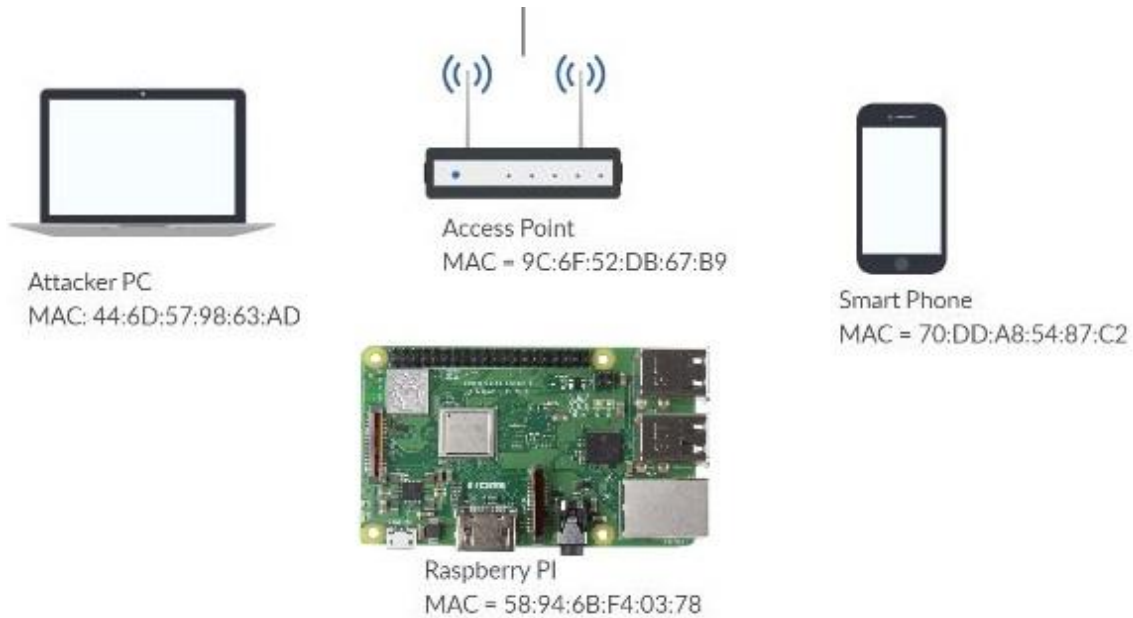 Access Point
MAC = 9C:6F:52:DB:67:B9
Attacker PC
MAC: 44:6D:57:98:63:AD
Smart Phone
MAC = 70:DD:A8:54:87:C2
Raspberry PI
MAC = 58:94:6B:F4:03:78